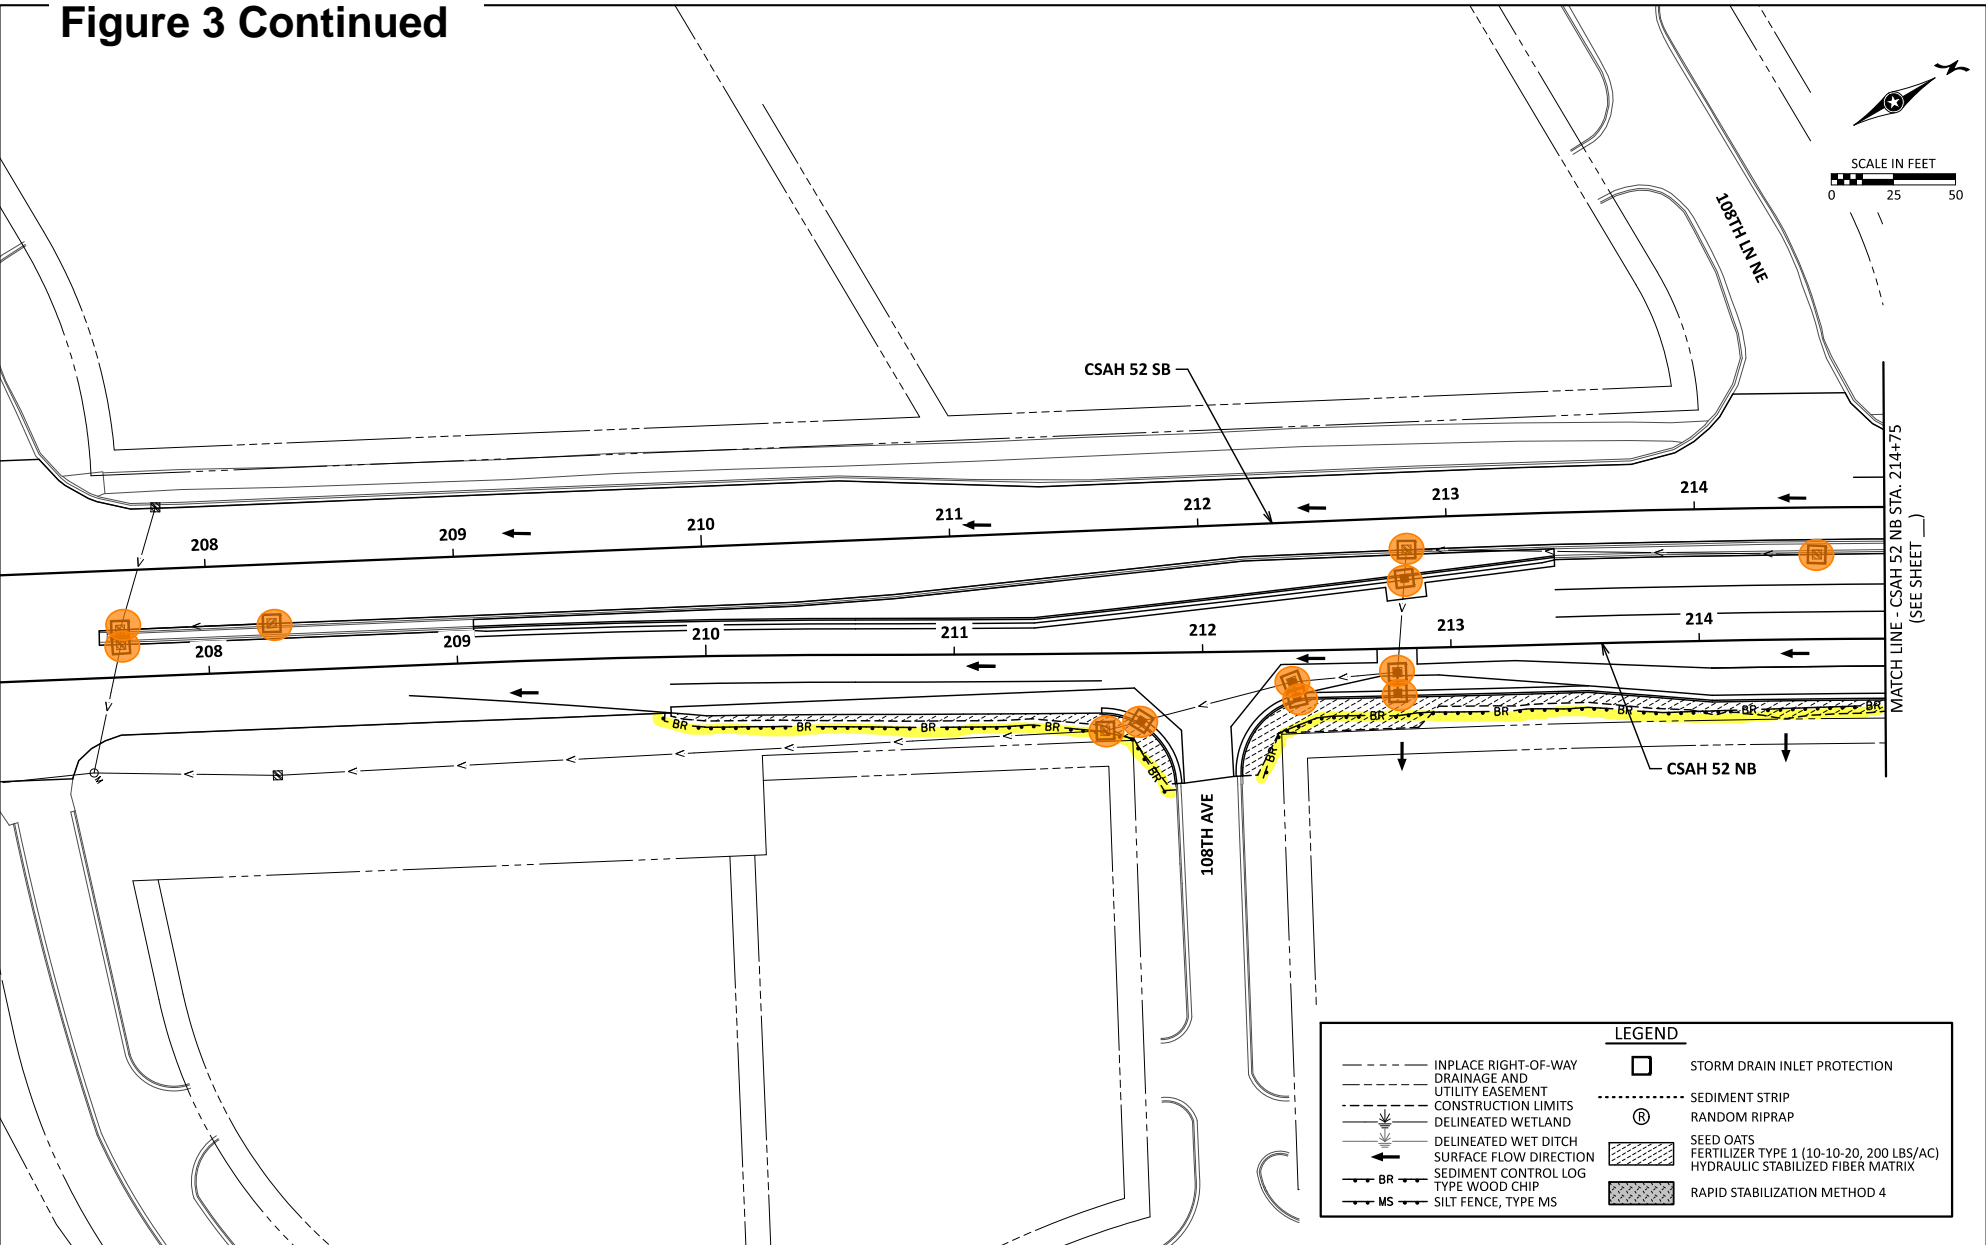 Figure 3 Continued
SCALE IN FEET
0 25 50
108TH LN NE
CSAH 52 SB
208 209 210 211 212 213 214
208 209 210 211 212 213 214
MATCH LINE - CSAH 52 NB STA. 214+75
(SEE SHEET __)
BR BR BR BR BR
BR BR BR BR BR BR
CSAH 52 NB
108TH AVE
LEGEND
INPLACE RIGHT-OF-WAY
DRAINAGE AND
UTILITY EASEMENT
CONSTRUCTION LIMITS
DELINEATED WETLAND
DELINEATED WET DITCH
SURFACE FLOW DIRECTION
BR SEDIMENT CONTROL LOG
TYPE WOOD CHIP
MS SILT FENCE, TYPE MS
STORM DRAIN INLET PROTECTION
SEDIMENT STRIP
R RANDOM RIPRAP
SEED OATS
FERTILIZER TYPE 1 (10-10-20, 200 LBS/AC)
HYDRAULIC STABILIZED FIBER MATRIX
RAPID STABILIZATION METHOD 4